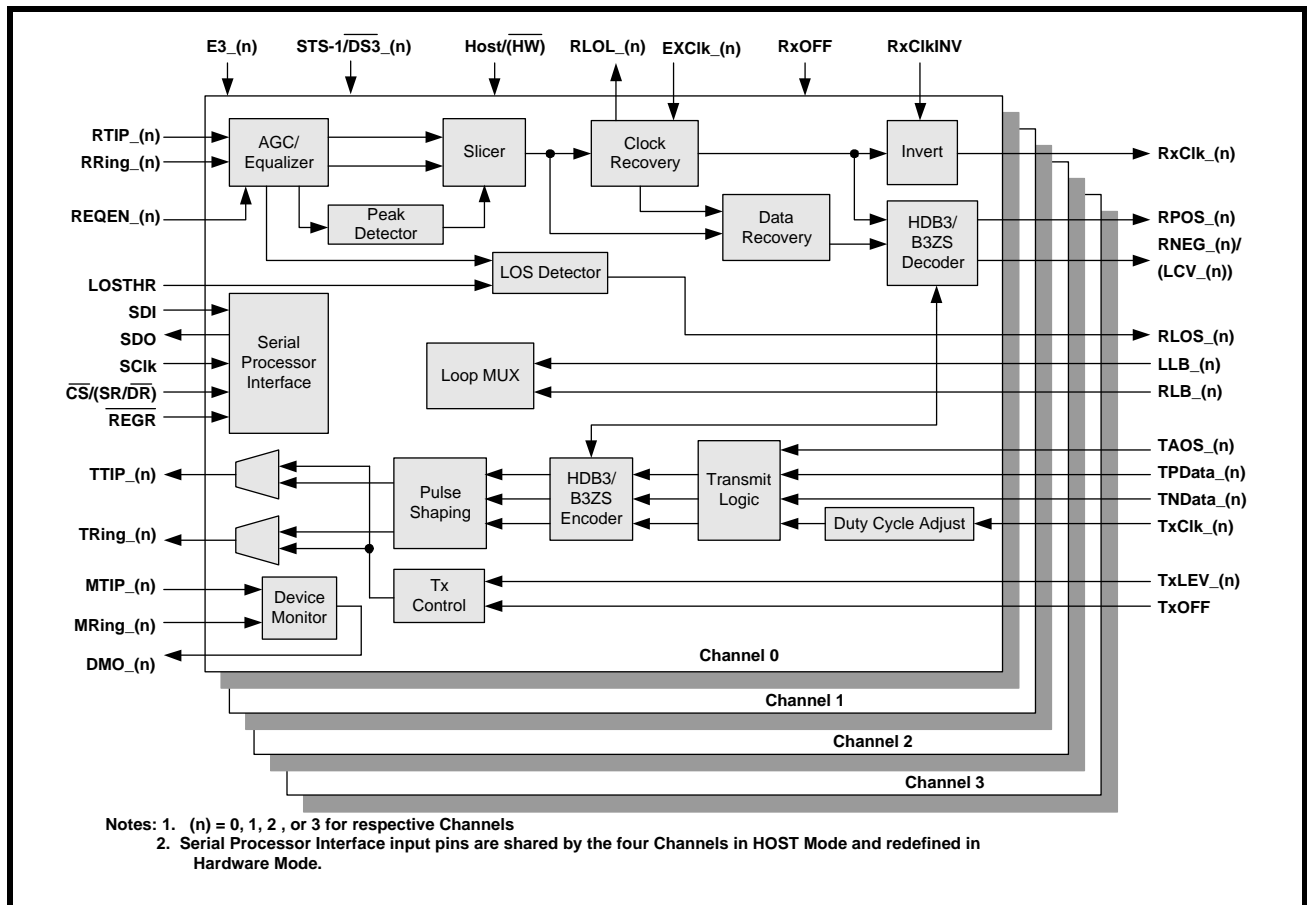 E3_(n) STS-1/DS3_(n) Host/(HW) RLOL_(n) EXClk_(n) RxOFF RxClkINV
RTIP_(n)
RRing_(n)
REQEN_(n)
LOSTHR
SDI
SDO
SClk
CS/(SR/DR)
REGR
TTIP_(n)
TRing_(n)
MTIP_(n)
MRing_(n)
DMO_(n)
AGC/
Equalizer
Peak
Detector
Slicer
Clock
Recovery
Invert
Data
Recovery
HDB3/
B3ZS
Decoder
LOS Detector
Serial
Processor
Interface
Loop MUX
Pulse
Shaping
HDB3/
B3ZS
Encoder
Transmit
Logic
Duty Cycle Adjust
Tx
Control
Device
Monitor
RxClk_(n)
RPOS_(n)
RNEG_(n)/
(LCV_(n))
RLOS_(n)
LLB_(n)
RLB_(n)
TAOS_(n)
TPData_(n)
TNData_(n)
TxClk_(n)
TxLEV_(n)
TxOFF
Channel 0
Channel 1
Channel 2
Channel 3
Notes: 1. (n) = 0, 1, 2 , or 3 for respective Channels
2. Serial Processor Interface input pins are shared by the four Channels in HOST Mode and redefined in
Hardware Mode.